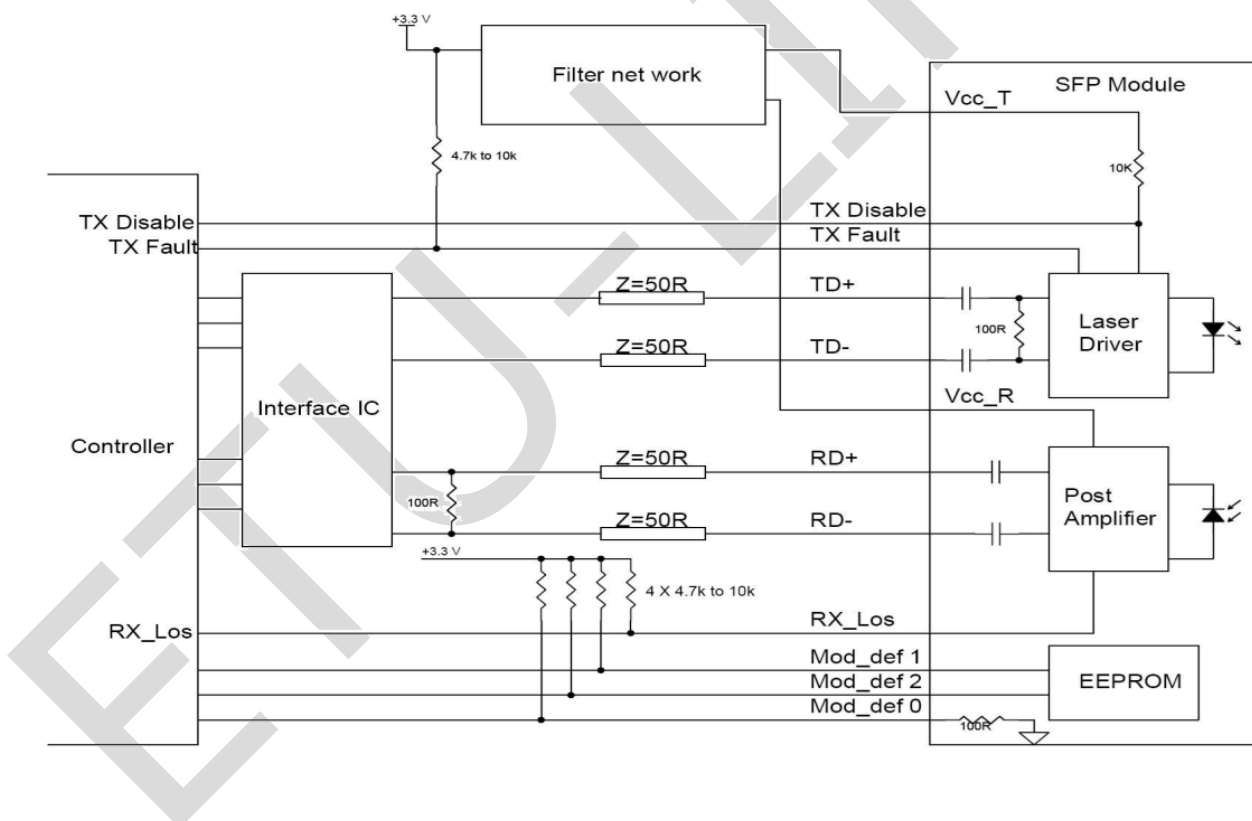 +3.3 V
Filter net work
SFP Module
Vcc_T
4.7k to 10k
10K
TX Disable
TX Disable
TX Fault
TX Fault
Z=50R
TD+
100R
Laser
Driver
Z=50R
TD-
Interface IC
Vcc_R
Controller
Z=50R
RD+
100R
Post
Amplifier
Z=50R
RD-
+3.3 V
4 X 4.7k to 10k
RX_Los
RX_Los
Mod_def 1
Mod_def 2
EEPROM
Mod_def 0
100R